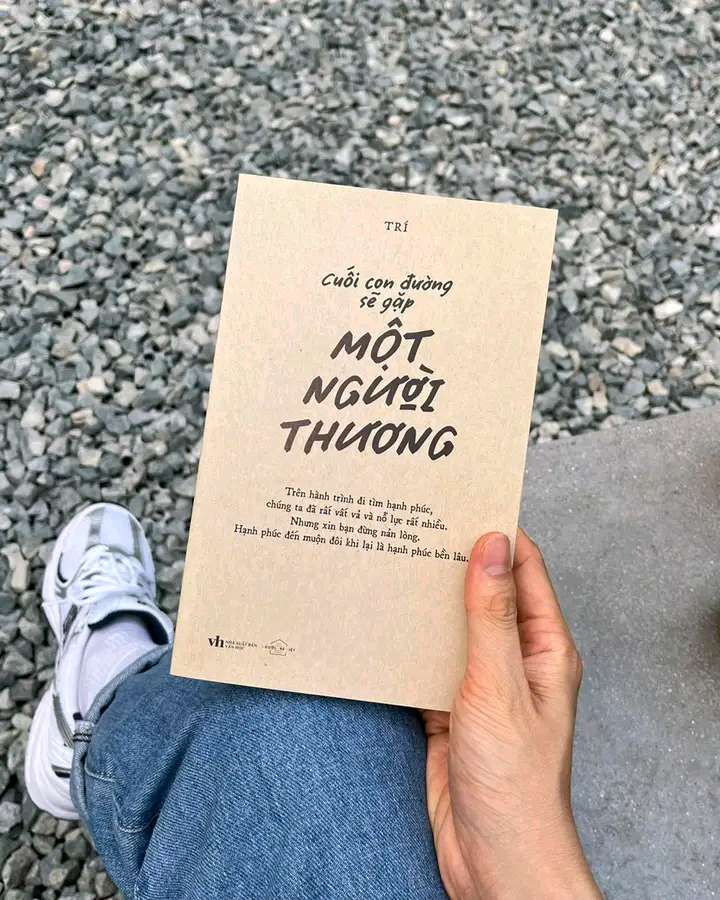 TRÍ
Cuối con đường
sẽ gặp
MỘT
NGƯỜI
THƯƠNG
Trên hành trình đi tìm hạnh phúc,
chúng ta đã rất vất vả và nỗ lực rất nhiều.
Nhưng xin bạn đừng nản lòng.
Hạnh phúc đến muộn đôi khi lại là hạnh phúc bền lâu.
vh NHÀ XUẤT BẢN
VĂN HỌC